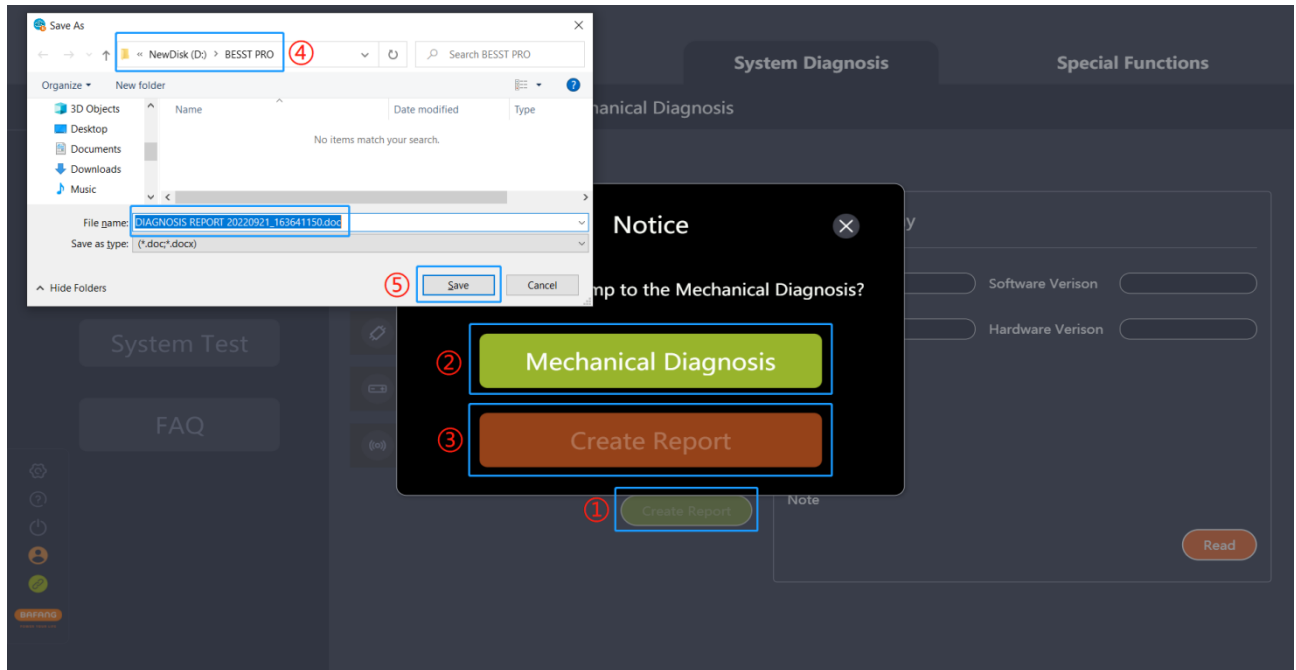 Save As
« NewDisk (D:) > BESST PRO
④
Search BESST PRO
Organize
New folder
3D Objects
Desktop
Documents
Downloads
Music
Name
Date modified
Type
No items match your search.
File name: DIAGNOSIS REPORT 20220921_163641150.doc
Save as type: (*.doc;*.docx)
Hide Folders
⑤
Save
Cancel
System Diagnosis
Special Functions
hanical Diagnosis
Notice
y
mp to the Mechanical Diagnosis?
② Mechanical Diagnosis
③ Create Report
① Create Report
Software Verison
Hardware Verison
Note
Read
System Test
FAQ
BAFANG